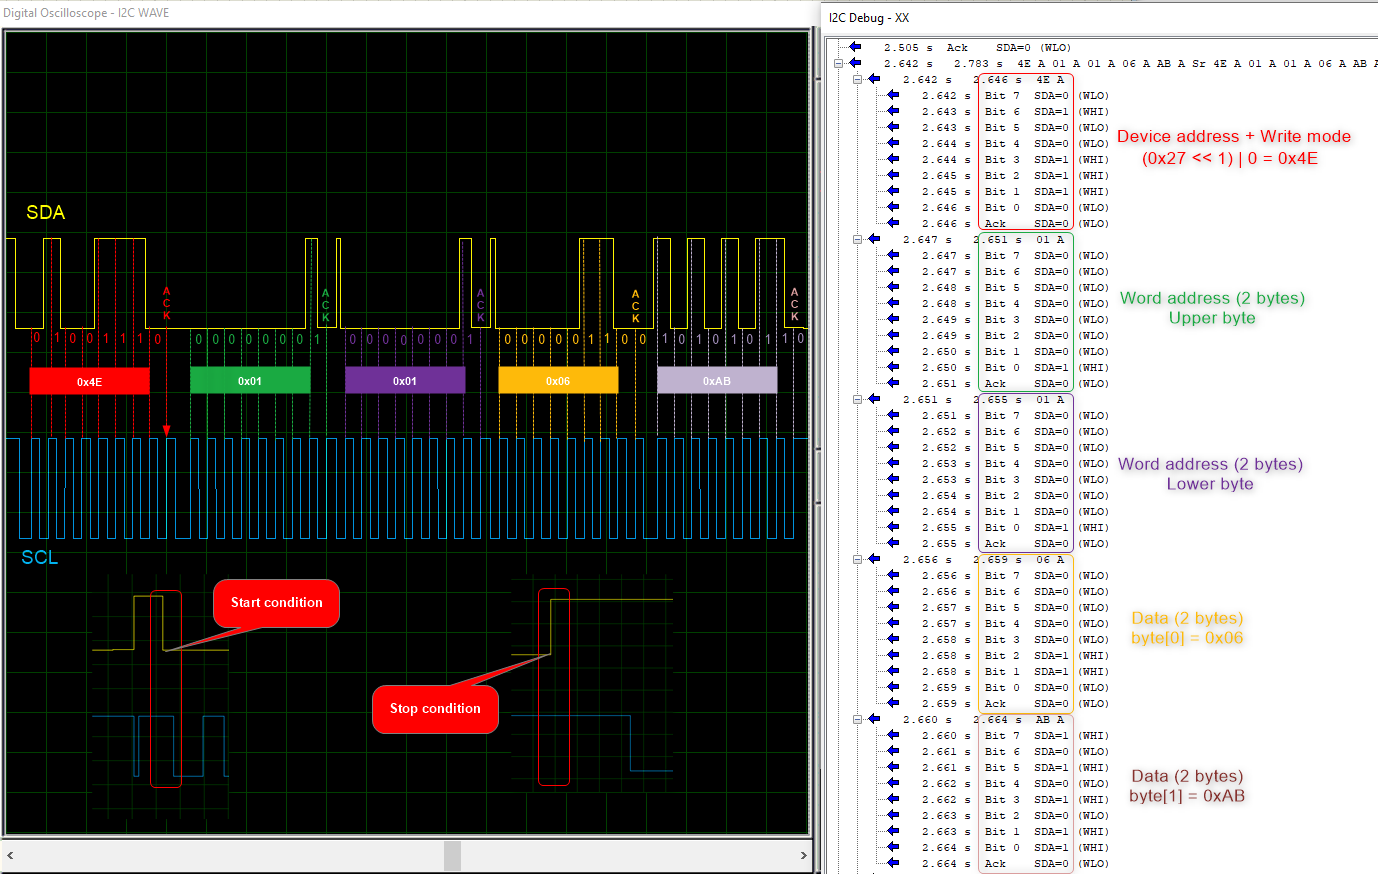 Digital Oscilloscope - I2C WAVE
SDA
ACK
ACK
ACK
ACK
ACK
0 1 0 0 1 1 1 0
0 0 0 0 0 0 0 1
0 0 0 0 0 0 0 1
0 0 0 0 0 1 1 0 0
1 0 1 0 1 0 1 1 0
0x4E
0x01
0x01
0x06
0xAB
SCL
Start condition
Stop condition
I2C Debug - XX
2.505 s Ack SDA=0 (WLO)
2.642 s 2.783 s 4E A 01 A 01 A 06 A AB A Sr 4E A 01 A 01 A 06 A AB A
2.642 s 2.646 s 4E A
2.642 s Bit 7 SDA=0 (WLO)
2.643 s Bit 6 SDA=1 (WHI)
2.643 s Bit 5 SDA=0 (WLO)
2.644 s Bit 4 SDA=0 (WLO)
2.644 s Bit 3 SDA=1 (WHI)
2.645 s Bit 2 SDA=1 (WHI)
2.645 s Bit 1 SDA=1 (WHI)
2.646 s Bit 0 SDA=0 (WLO)
2.646 s Ack SDA=0 (WLO)
Device address + Write mode
(0x27 << 1) | 0 = 0x4E
2.647 s 2.651 s 01 A
2.647 s Bit 7 SDA=0 (WLO)
2.647 s Bit 6 SDA=0 (WLO)
2.648 s Bit 5 SDA=0 (WLO)
2.648 s Bit 4 SDA=0 (WLO)
2.649 s Bit 3 SDA=0 (WLO)
2.649 s Bit 2 SDA=0 (WLO)
2.650 s Bit 1 SDA=0 (WLO)
2.650 s Bit 0 SDA=1 (WHI)
2.651 s Ack SDA=0 (WLO)
Word address (2 bytes)
Upper byte
2.651 s 2.655 s 01 A
2.651 s Bit 7 SDA=0 (WLO)
2.652 s Bit 6 SDA=0 (WLO)
2.652 s Bit 5 SDA=0 (WLO)
2.653 s Bit 4 SDA=0 (WLO)
2.653 s Bit 3 SDA=0 (WLO)
2.654 s Bit 2 SDA=0 (WLO)
2.654 s Bit 1 SDA=0 (WLO)
2.655 s Bit 0 SDA=1 (WHI)
2.655 s Ack SDA=0 (WLO)
Word address (2 bytes)
Lower byte
2.656 s 2.659 s 06 A
2.656 s Bit 7 SDA=0 (WLO)
2.656 s Bit 6 SDA=0 (WLO)
2.657 s Bit 5 SDA=0 (WLO)
2.657 s Bit 4 SDA=0 (WLO)
2.658 s Bit 3 SDA=0 (WLO)
2.658 s Bit 2 SDA=1 (WHI)
2.658 s Bit 1 SDA=1 (WHI)
2.659 s Bit 0 SDA=0 (WLO)
2.659 s Ack SDA=0 (WLO)
Data (2 bytes)
byte[0] = 0x06
2.660 s 2.664 s AB A
2.660 s Bit 7 SDA=1 (WHI)
2.661 s Bit 6 SDA=0 (WLO)
2.661 s Bit 5 SDA=1 (WHI)
2.662 s Bit 4 SDA=0 (WLO)
2.662 s Bit 3 SDA=1 (WHI)
2.663 s Bit 2 SDA=0 (WLO)
2.663 s Bit 1 SDA=1 (WHI)
2.664 s Bit 0 SDA=1 (WHI)
2.664 s Ack SDA=0 (WLO)
Data (2 bytes)
byte[1] = 0xAB